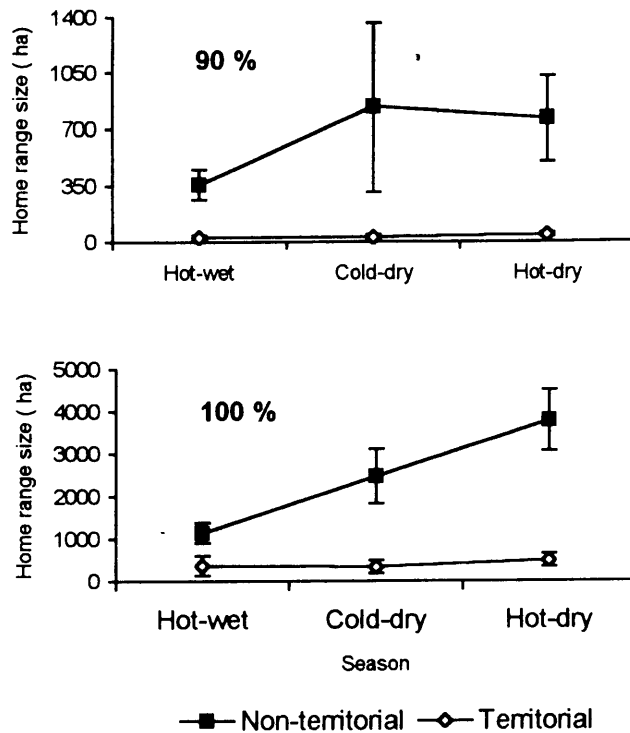 1400
1050
700
350
0
Home range size ( ha)
90 %
Hot-wet Cold-dry Hot-dry
5000
4000
3000
2000
1000
0
Home range size ( ha)
100 %
Hot-wet Cold-dry Hot-dry
Season
Non-territorial Territorial